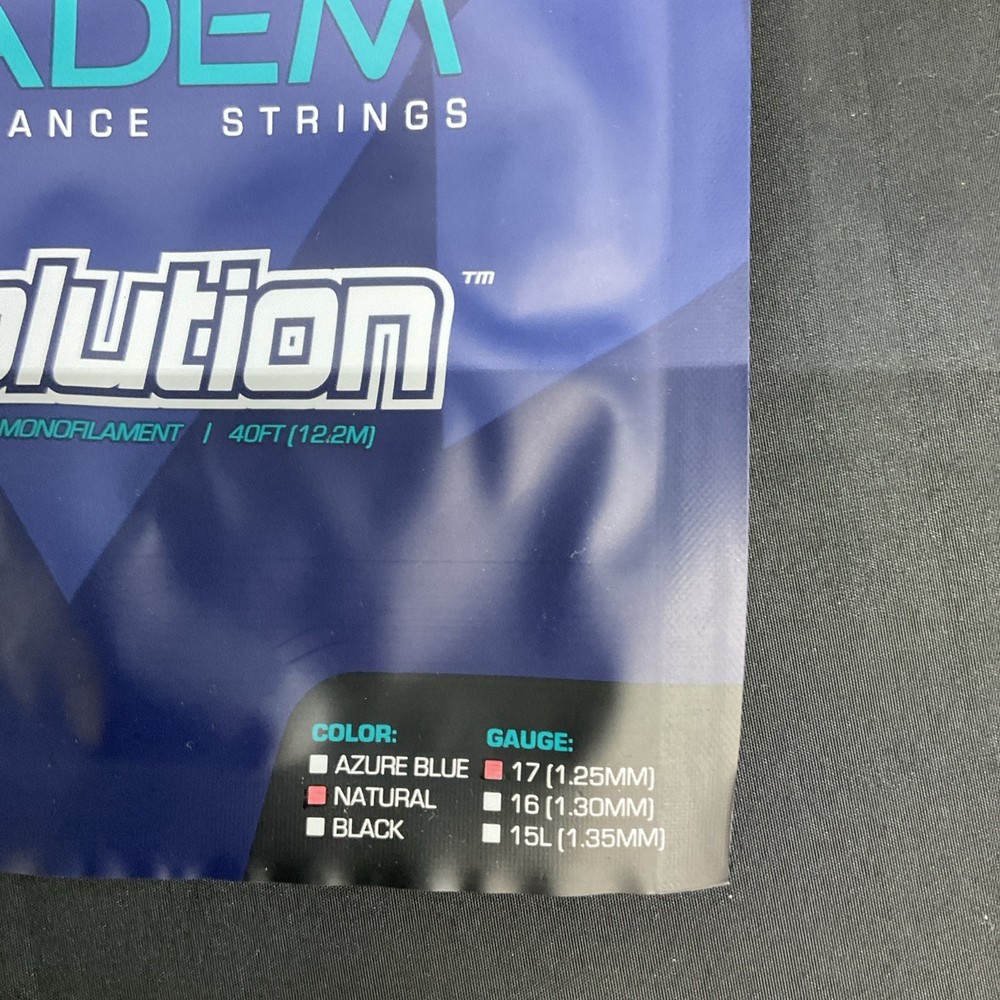 ADEM
ANCE STRINGS
olution™
MONOFILAMENT | 40FT (12.2M)
COLOR:
AZURE BLUE
NATURAL
BLACK
GAUGE:
17 (1.25MM)
16 (1.30MM)
15L (1.35MM)